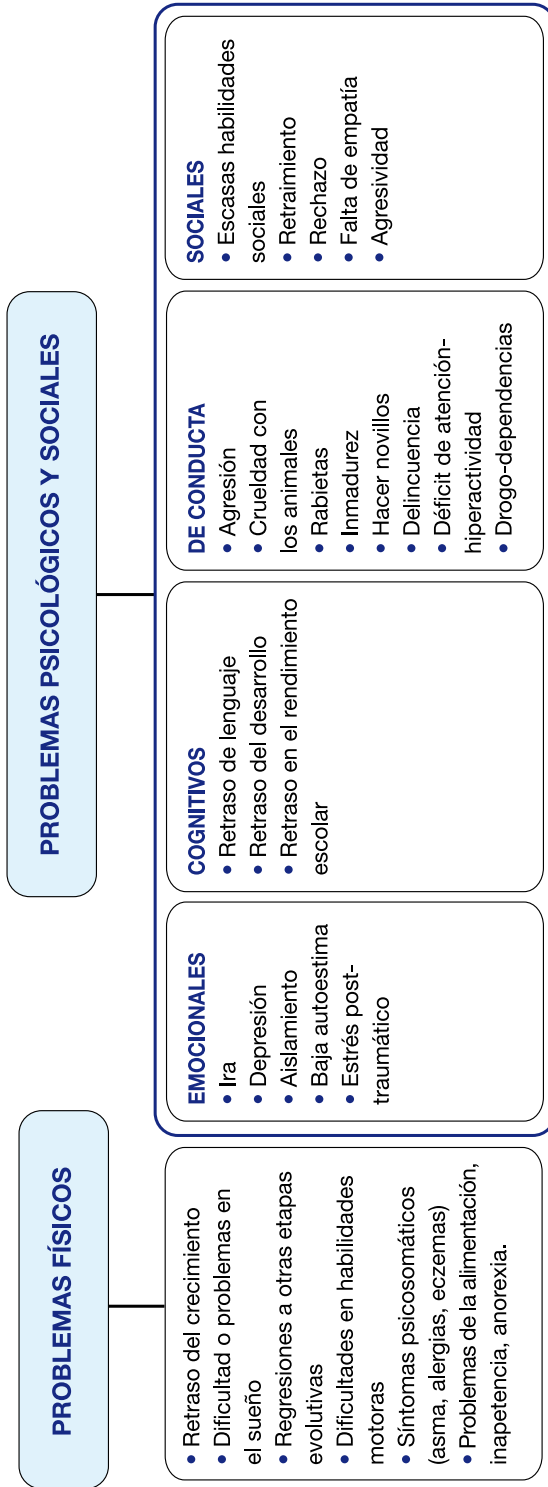 PROBLEMAS FÍSICOS
• Retraso del crecimiento
• Dificultad o problemas en
el sueño
• Regresiones a otras etapas
evolutivas
• Dificultades en habilidades
motoras
• Síntomas psicosomáticos
(asma, alergias, eczemas)
• Problemas de la alimentación,
inapetencia, anorexia.
PROBLEMAS PSICOLÓGICOS Y SOCIALES
EMOCIONALES
• Ira
• Depresión
• Aislamiento
• Baja autoestima
• Estrés post-
traumático
COGNITIVOS
• Retraso de lenguaje
• Retraso del desarrollo
• Retraso en el rendimiento
escolar
DE CONDUCTA
• Agresión
• Crueldad con
los animales
• Rabietas
• Inmadurez
• Hacer novillos
• Delincuencia
• Déficit de atención-
hiperactividad
• Drogo-dependencias
SOCIALES
• Escasas habilidades
sociales
• Retraimiento
• Rechazo
• Falta de empatía
• Agresividad